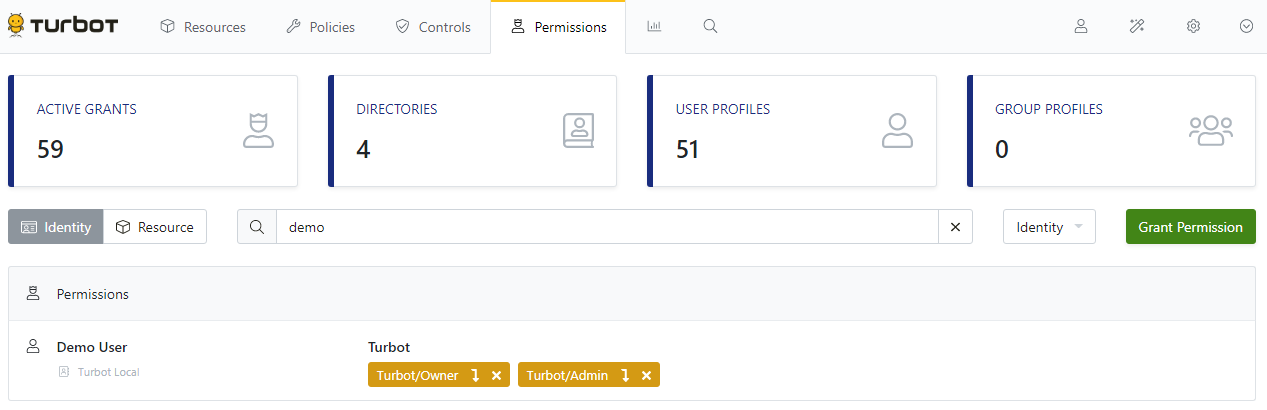 TURBOT Resources Policies Controls Permissions
ACTIVE GRANTS
59
DIRECTORIES
4
USER PROFILES
51
GROUP PROFILES
0
Identity Resource demo Identity Grant Permission
Permissions
Demo User Turbot
Turbot Local Turbot/Owner Turbot/Admin